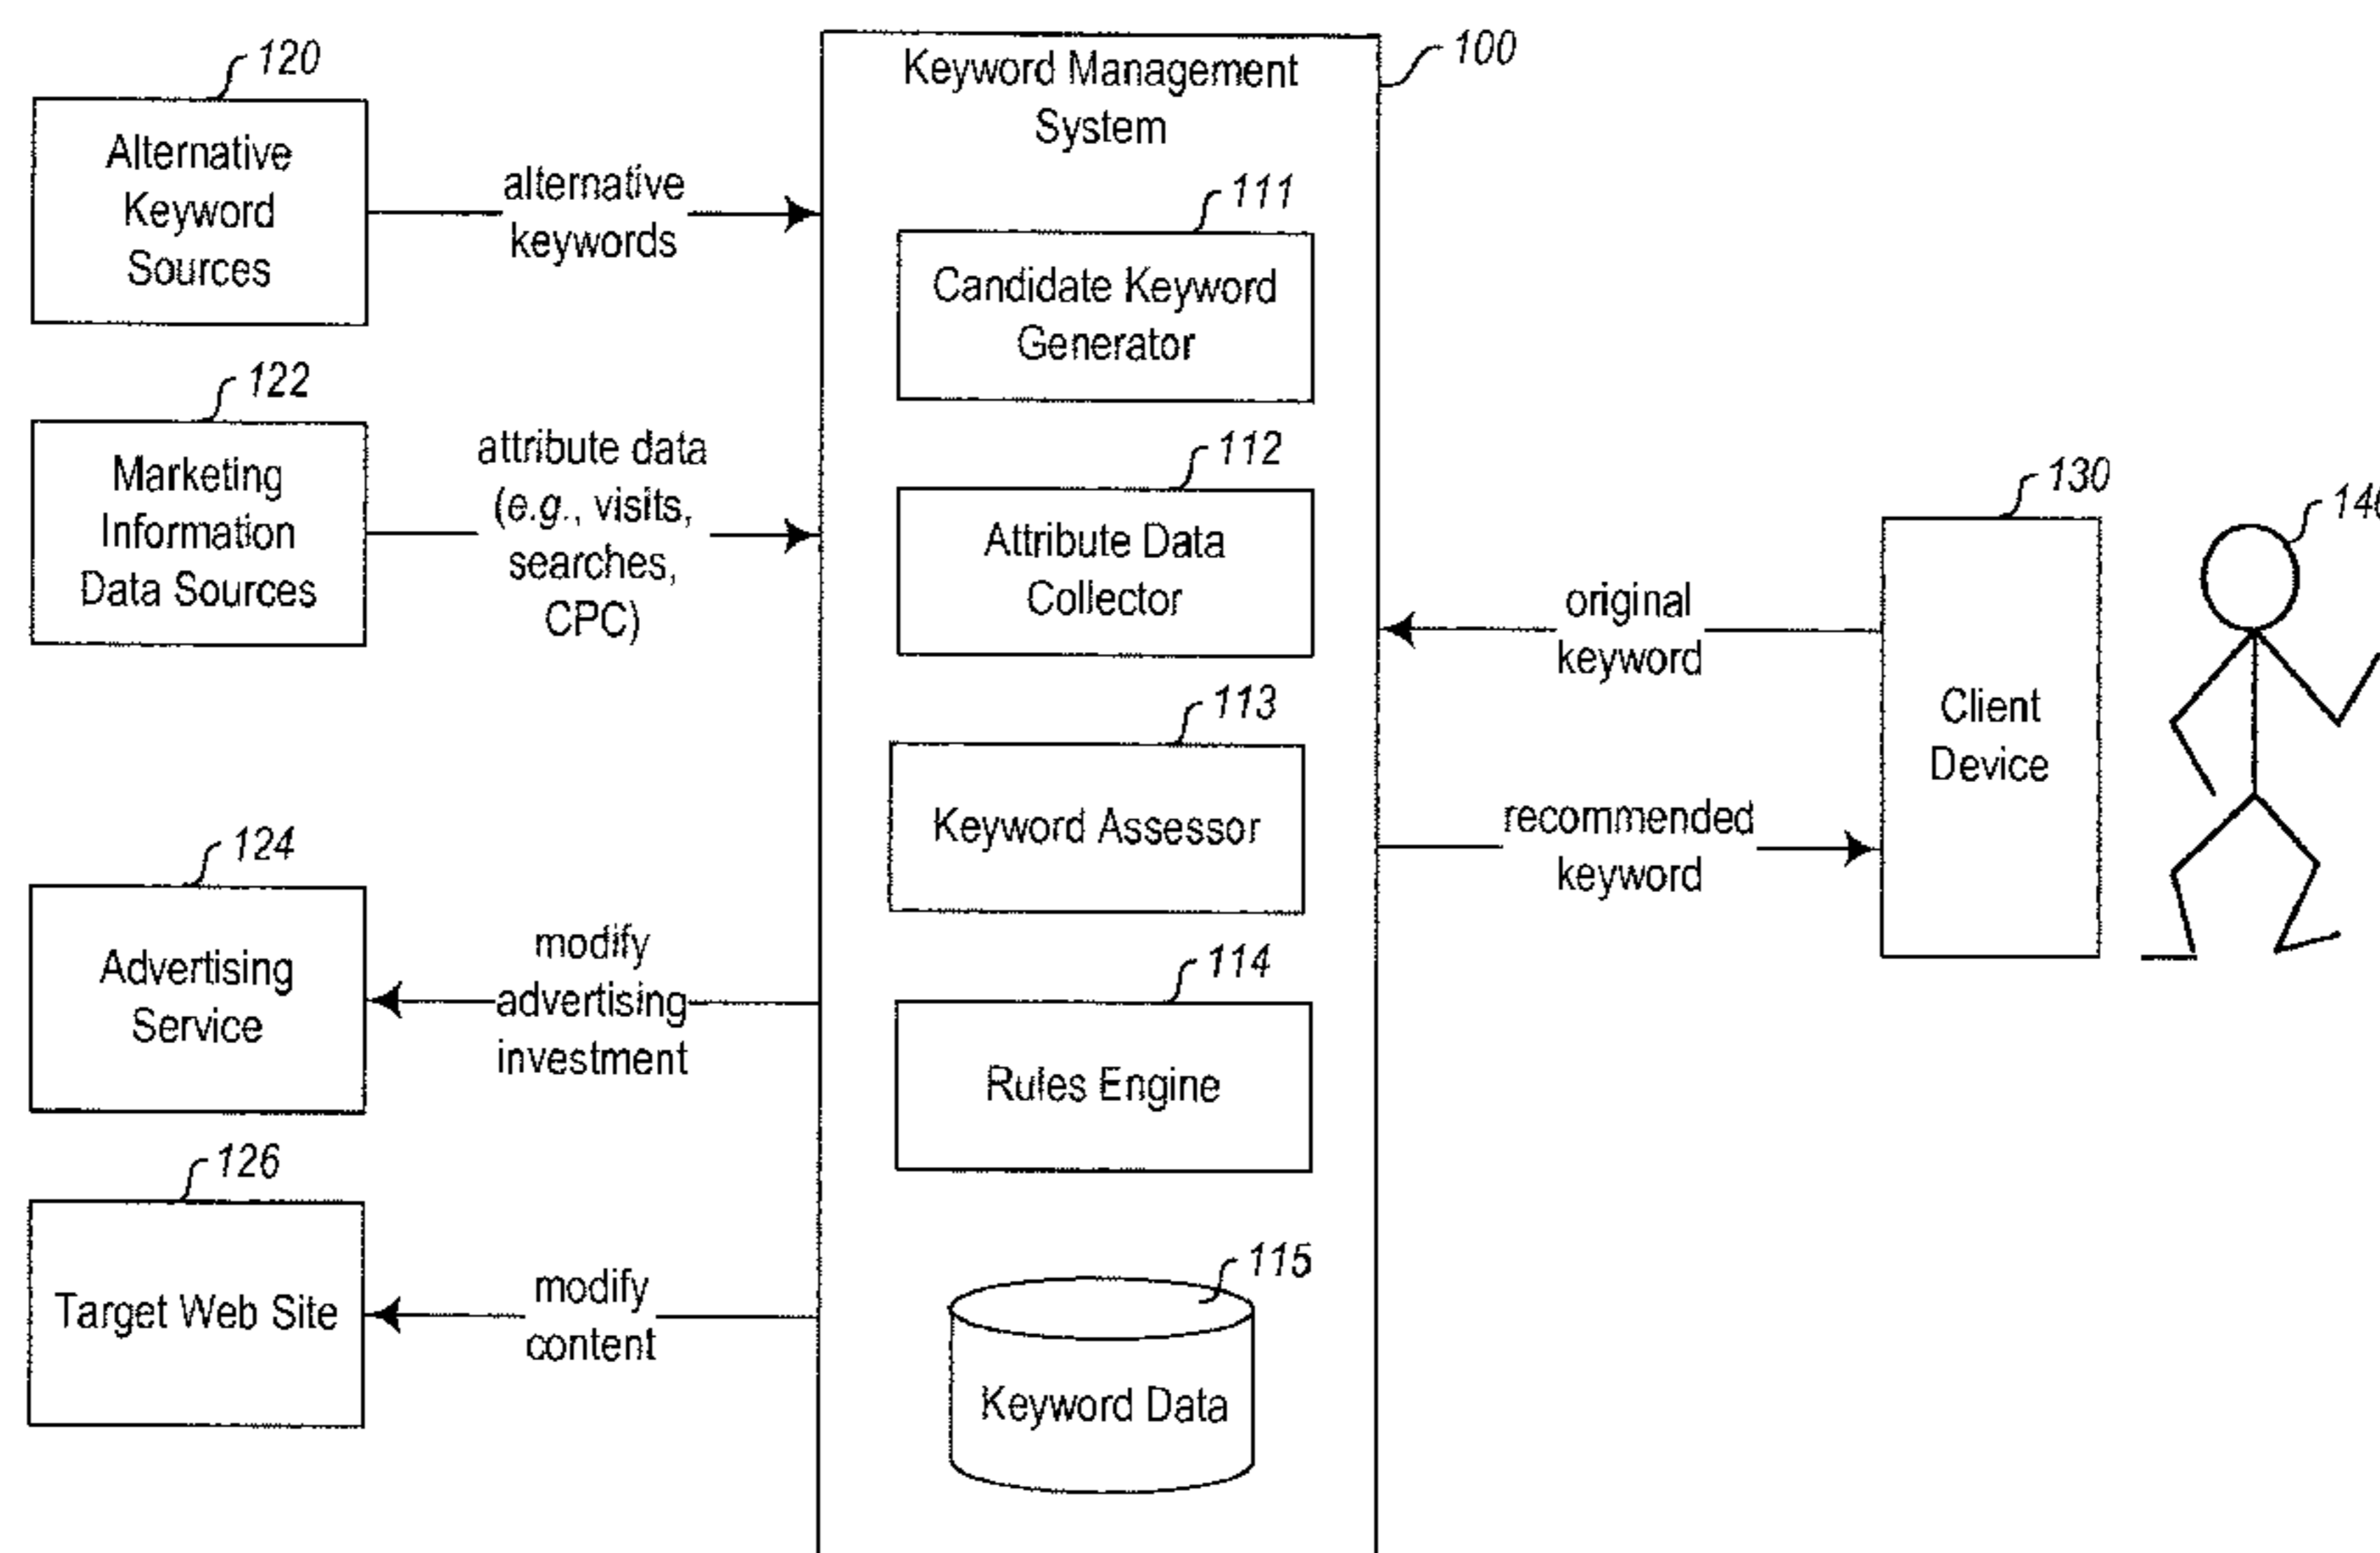 120
Alternative
Keyword
Sources
alternative
keywords
122
Marketing
Information
Data Sources
attribute data
(e.g., visits,
searches,
CPC)
124
Advertising
Service
modify
advertising
investment
126
Target Web Site
modify
content
100
Keyword Management
System
111
Candidate Keyword
Generator
112
Attribute Data
Collector
113
Keyword Assessor
114
Rules Engine
115
Keyword Data
original
keyword
recommended
keyword
130
Client
Device